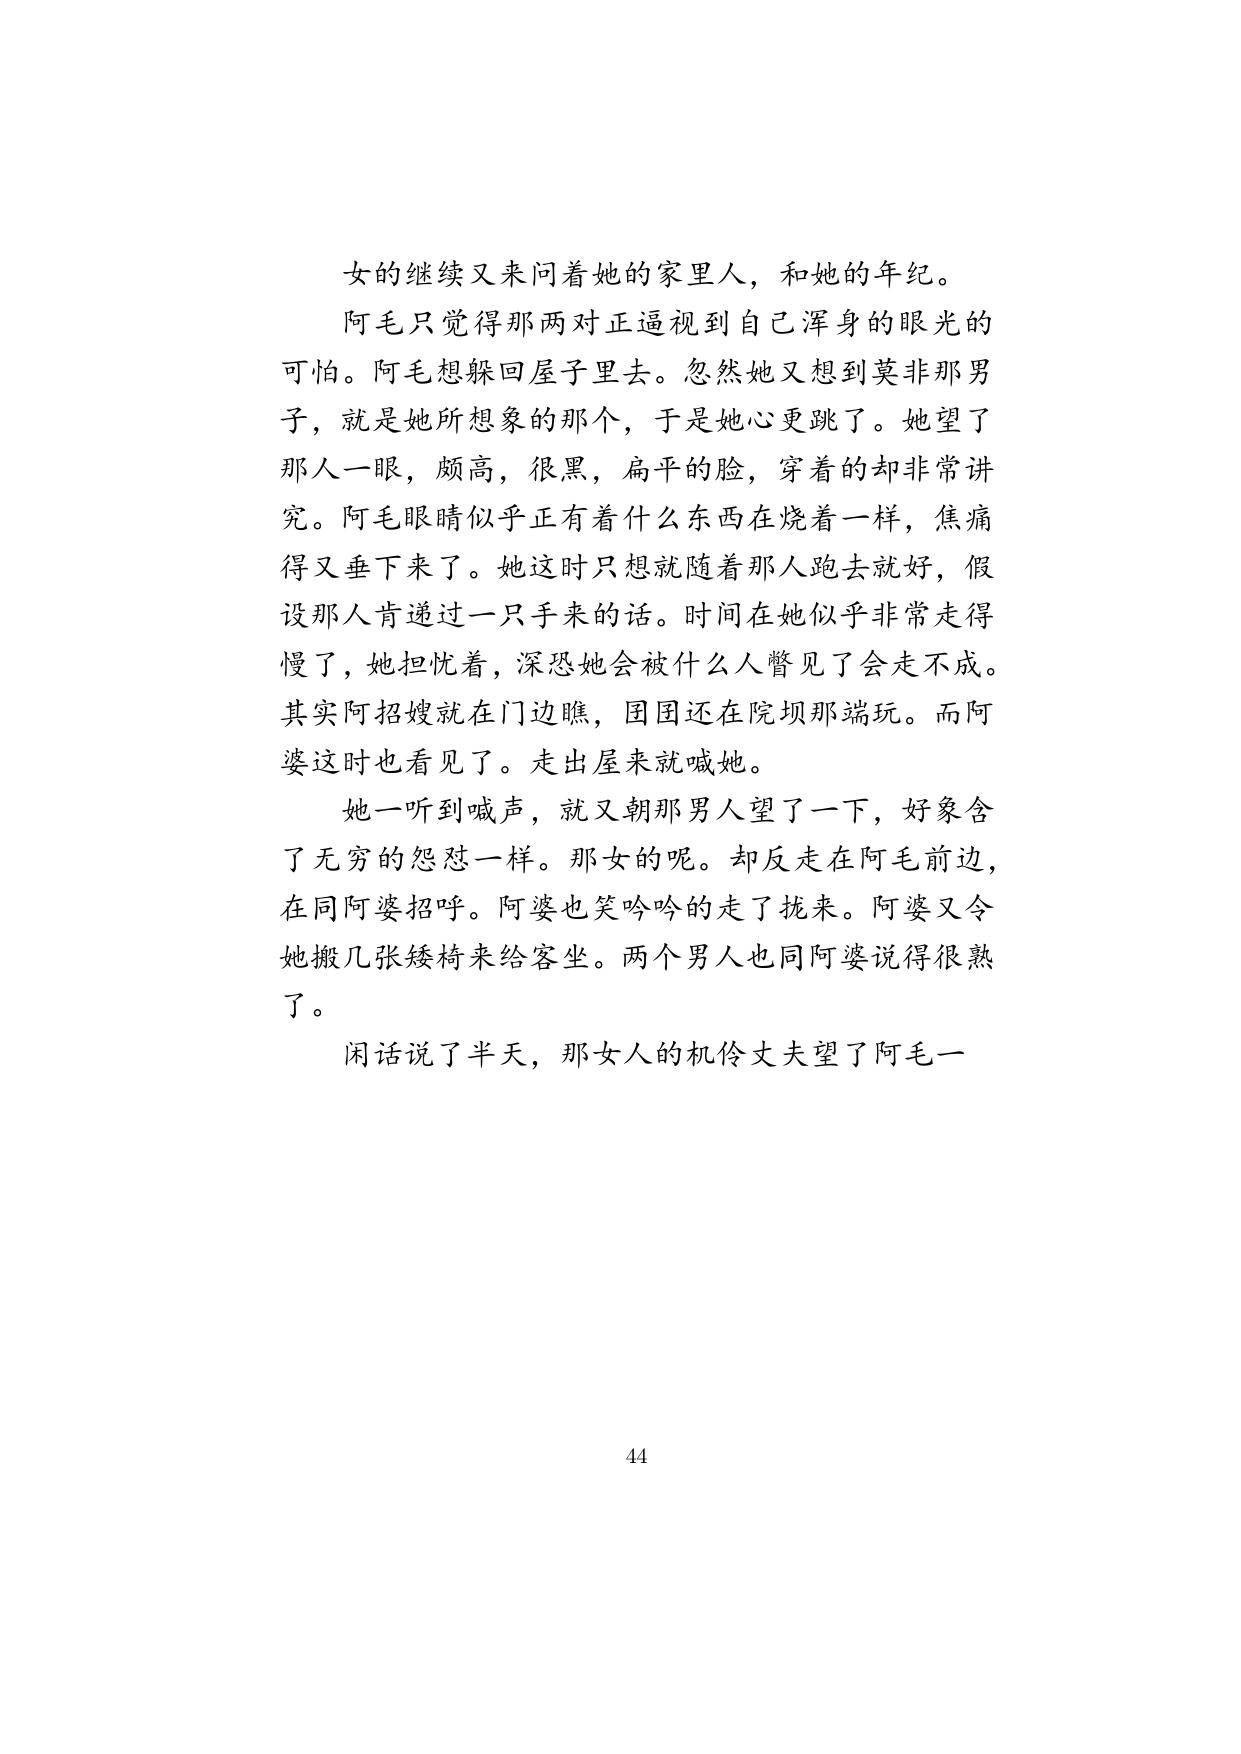 女的继续又来问着她的家里人，和她的年纪。
阿毛只觉得那两对正逼视到自己浑身的眼光的
可怕。阿毛想躲回屋子里去。忽然她又想到莫非那男
子，就是她所想象的那个，于是她心更跳了。她望了
那人一眼，颇高，很黑，扁平的脸，穿着的却非常讲
究。阿毛眼睛似乎正有着什么东西在烧着一样，焦痛
得又垂下来了。她这时只想就随着那人跑去就好，假
设那人肯递过一只手来的话。时间在她似乎非常走得
慢了，她担忧着，深恐她会被什么人瞥见了会走不成。
其实阿招嫂就在门边瞧，囝囝还在院坝那端玩。而阿
婆这时也看见了。走出屋来就喊她。
她一听到喊声，就又朝那男人望了一下，好象含
了无穷的怨怼一样。那女的呢。却反走在阿毛前边，
在同阿婆招呼。阿婆也笑吟吟的走了拢来。阿婆又令
她搬几张矮椅来给客坐。两个男人也同阿婆说得很熟
了。
闲话说了半天，那女人的机伶丈夫望了阿毛一
44